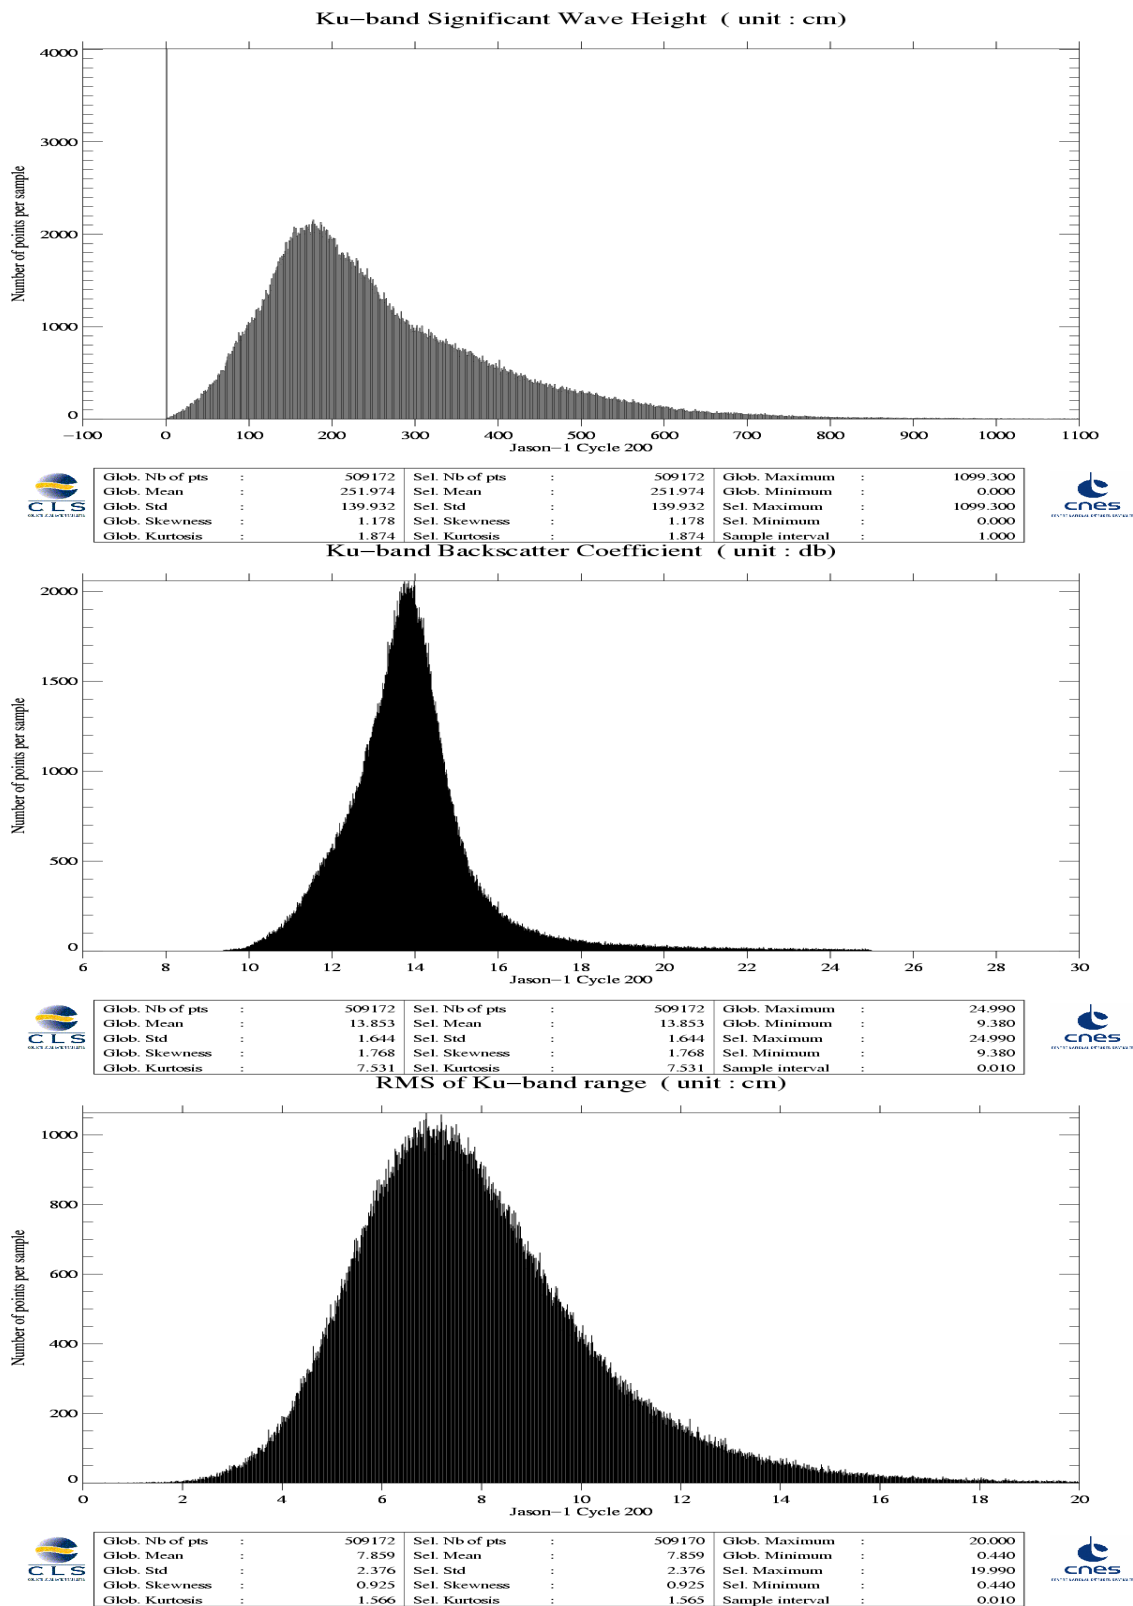 Ku-band Significant Wave Height ( unit : cm)
4000
3000
2000
1000
0
Number of points per sample
-100 0 100 200 300 400 500 600 700 800 900 1000 1100
Jason-1 Cycle 200
CLS
cnes
Glob. Nb of pts : 509172 Sel. Nb of pts : 509172 Glob. Maximum : 1099.300
Glob. Mean : 251.974 Sel. Mean : 251.974 Glob. Minimum : 0.000
Glob. Std : 139.932 Sel. Std : 139.932 Sel. Maximum : 1099.300
Glob. Skewness : 1.178 Sel. Skewness : 1.178 Sel. Minimum : 0.000
Glob. Kurtosis : 1.874 Sel. Kurtosis : 1.874 Sample interval : 1.000
Ku-band Backscatter Coefficient ( unit : db)
2000
1500
1000
500
0
Number of points per sample
6 8 10 12 14 16 18 20 22 24 26 28 30
Jason-1 Cycle 200
CLS
cnes
Glob. Nb of pts : 509172 Sel. Nb of pts : 509172 Glob. Maximum : 24.990
Glob. Mean : 13.853 Sel. Mean : 13.853 Glob. Minimum : 9.380
Glob. Std : 1.644 Sel. Std : 1.644 Sel. Maximum : 24.990
Glob. Skewness : 1.768 Sel. Skewness : 1.768 Sel. Minimum : 9.380
Glob. Kurtosis : 7.531 Sel. Kurtosis : 7.531 Sample interval : 0.010
RMS of Ku-band range ( unit : cm)
1000
800
600
400
200
0
Number of points per sample
0 2 4 6 8 10 12 14 16 18 20
Jason-1 Cycle 200
CLS
cnes
Glob. Nb of pts : 509172 Sel. Nb of pts : 509170 Glob. Maximum : 20.000
Glob. Mean : 7.859 Sel. Mean : 7.859 Glob. Minimum : 0.440
Glob. Std : 2.376 Sel. Std : 2.376 Sel. Maximum : 19.990
Glob. Skewness : 0.925 Sel. Skewness : 0.925 Sel. Minimum : 0.440
Glob. Kurtosis : 1.566 Sel. Kurtosis : 1.565 Sample interval : 0.010